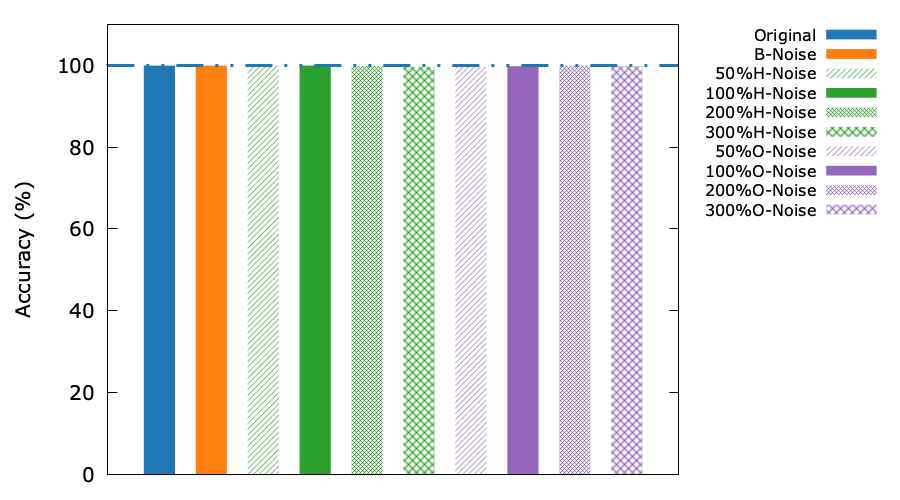 Accuracy (%)
100
80
60
40
20
0
Original
B-Noise
50%H-Noise
100%H-Noise
200%H-Noise
300%H-Noise
50%O-Noise
100%O-Noise
200%O-Noise
300%O-Noise